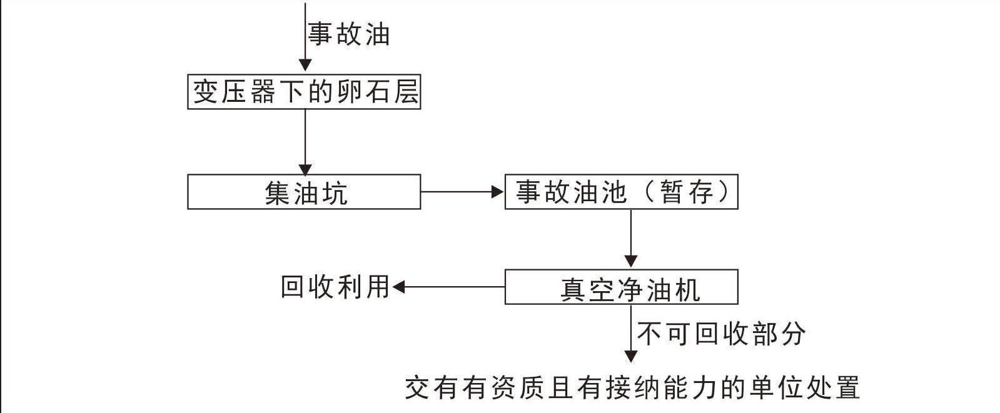 事故油
变压器下的卵石层
集油坑
事故油池（暂存）
回收利用
真空净油机
不可回收部分
交有有资质且有接纳能力的单位处置